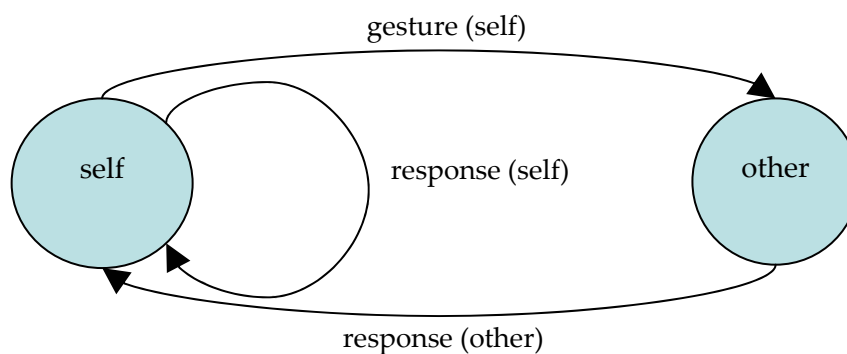 gesture (self)
self
response (self)
other
response (other)